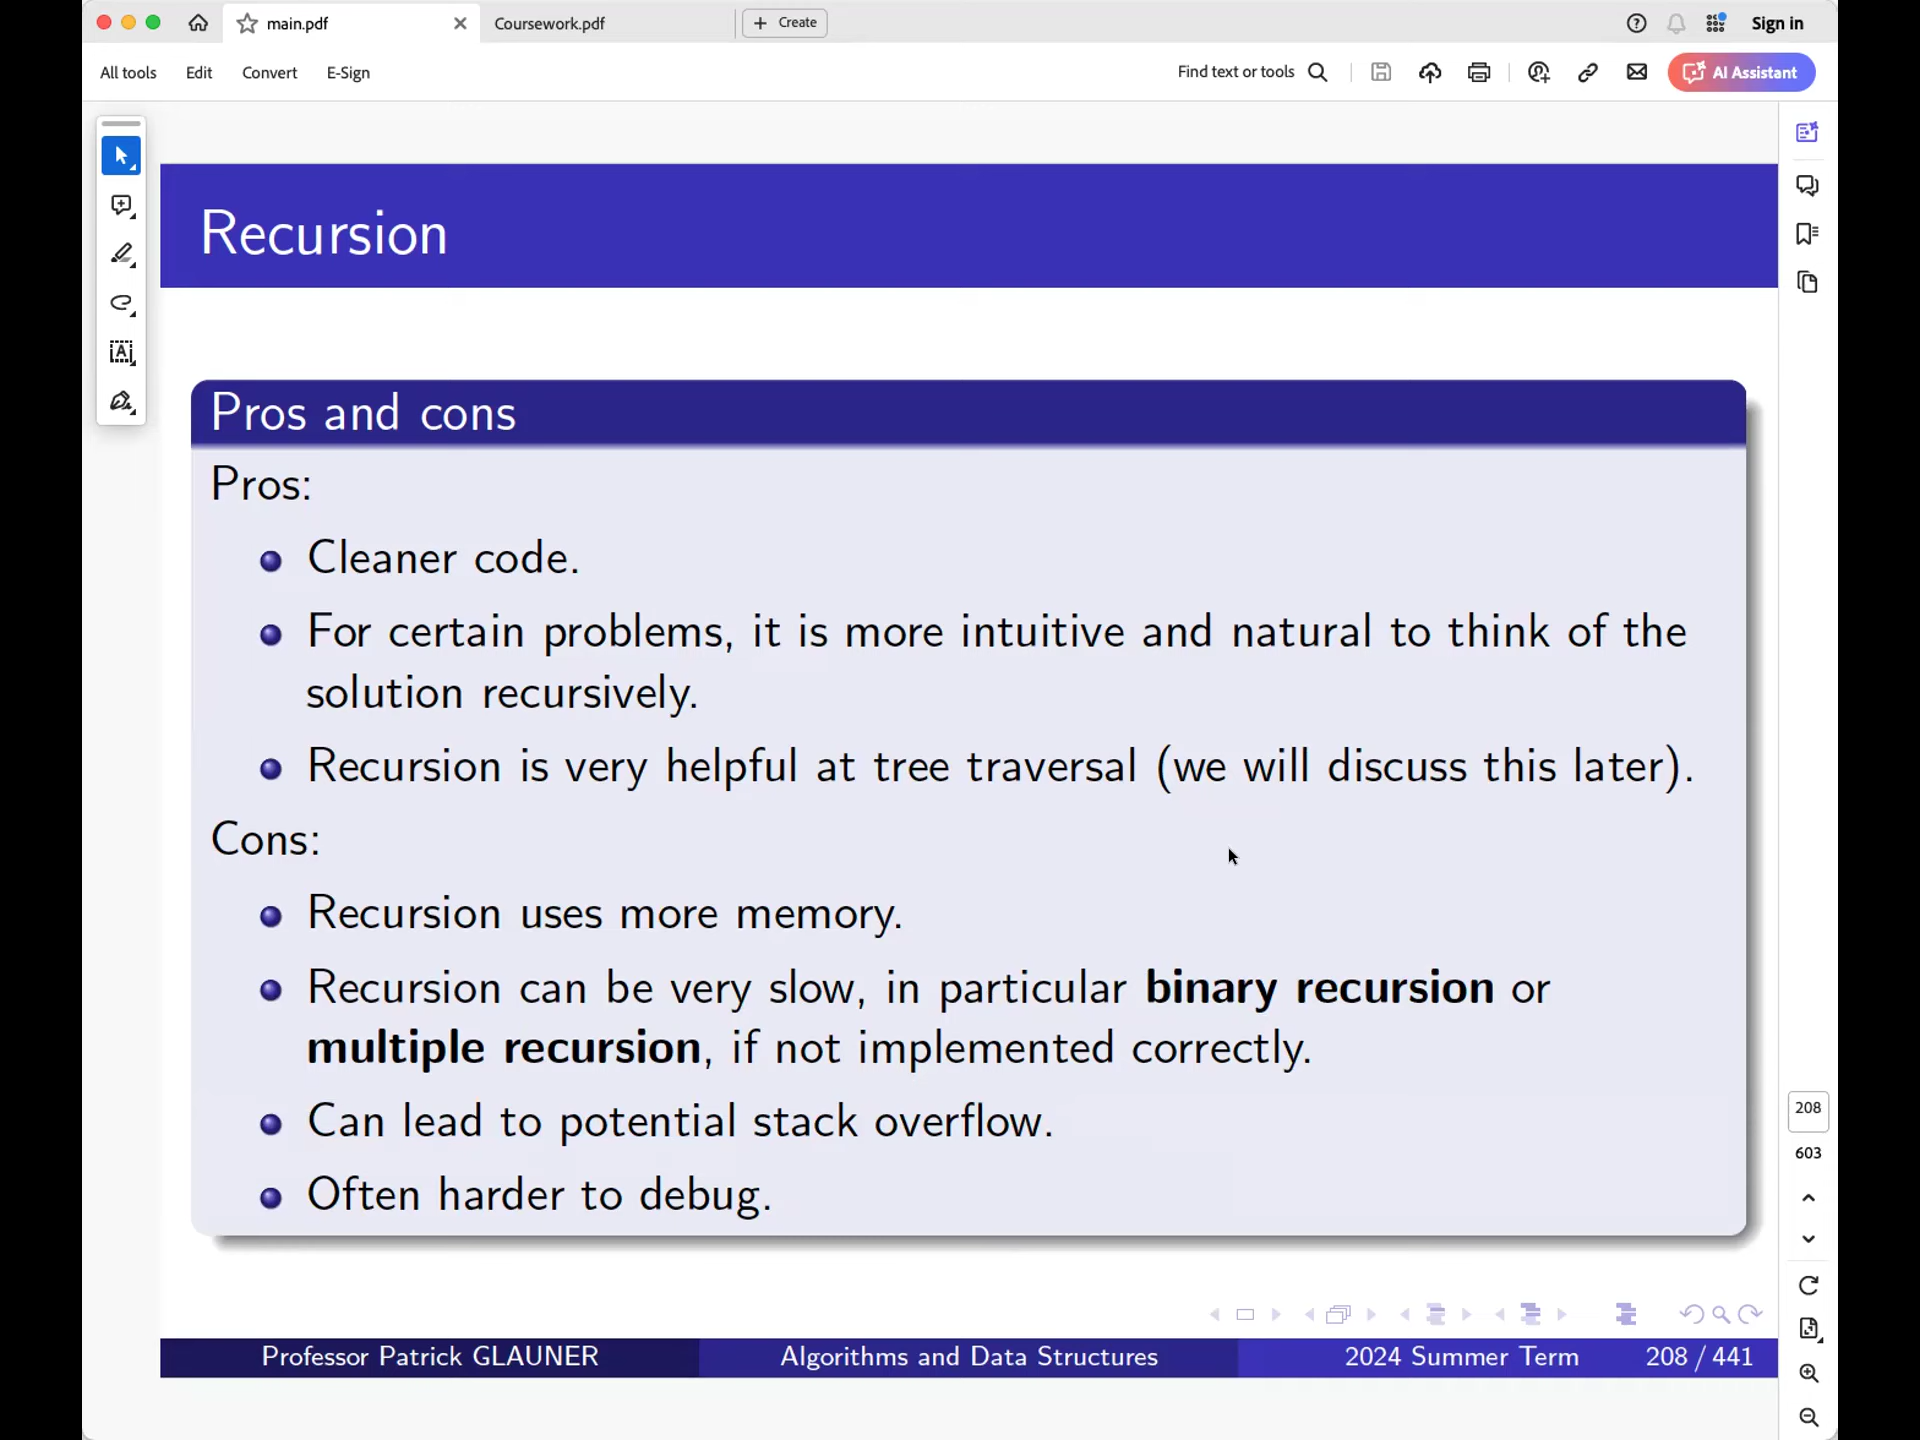 main.pdf
Coursework.pdf
Create
Sign in
All tools
Edit
Convert
E-Sign
Find text or tools
AI Assistant
Recursion
Pros and cons
Pros:
Cleaner code.
For certain problems, it is more intuitive and natural to think of the
solution recursively.
Recursion is very helpful at tree traversal (we will discuss this later).
Cons:
Recursion uses more memory.
Recursion can be very slow, in particular binary recursion or
multiple recursion, if not implemented correctly.
Can lead to potential stack overflow.
Often harder to debug.
208
603
Professor Patrick GLAUNER
Algorithms and Data Structures
2024 Summer Term
208 / 441